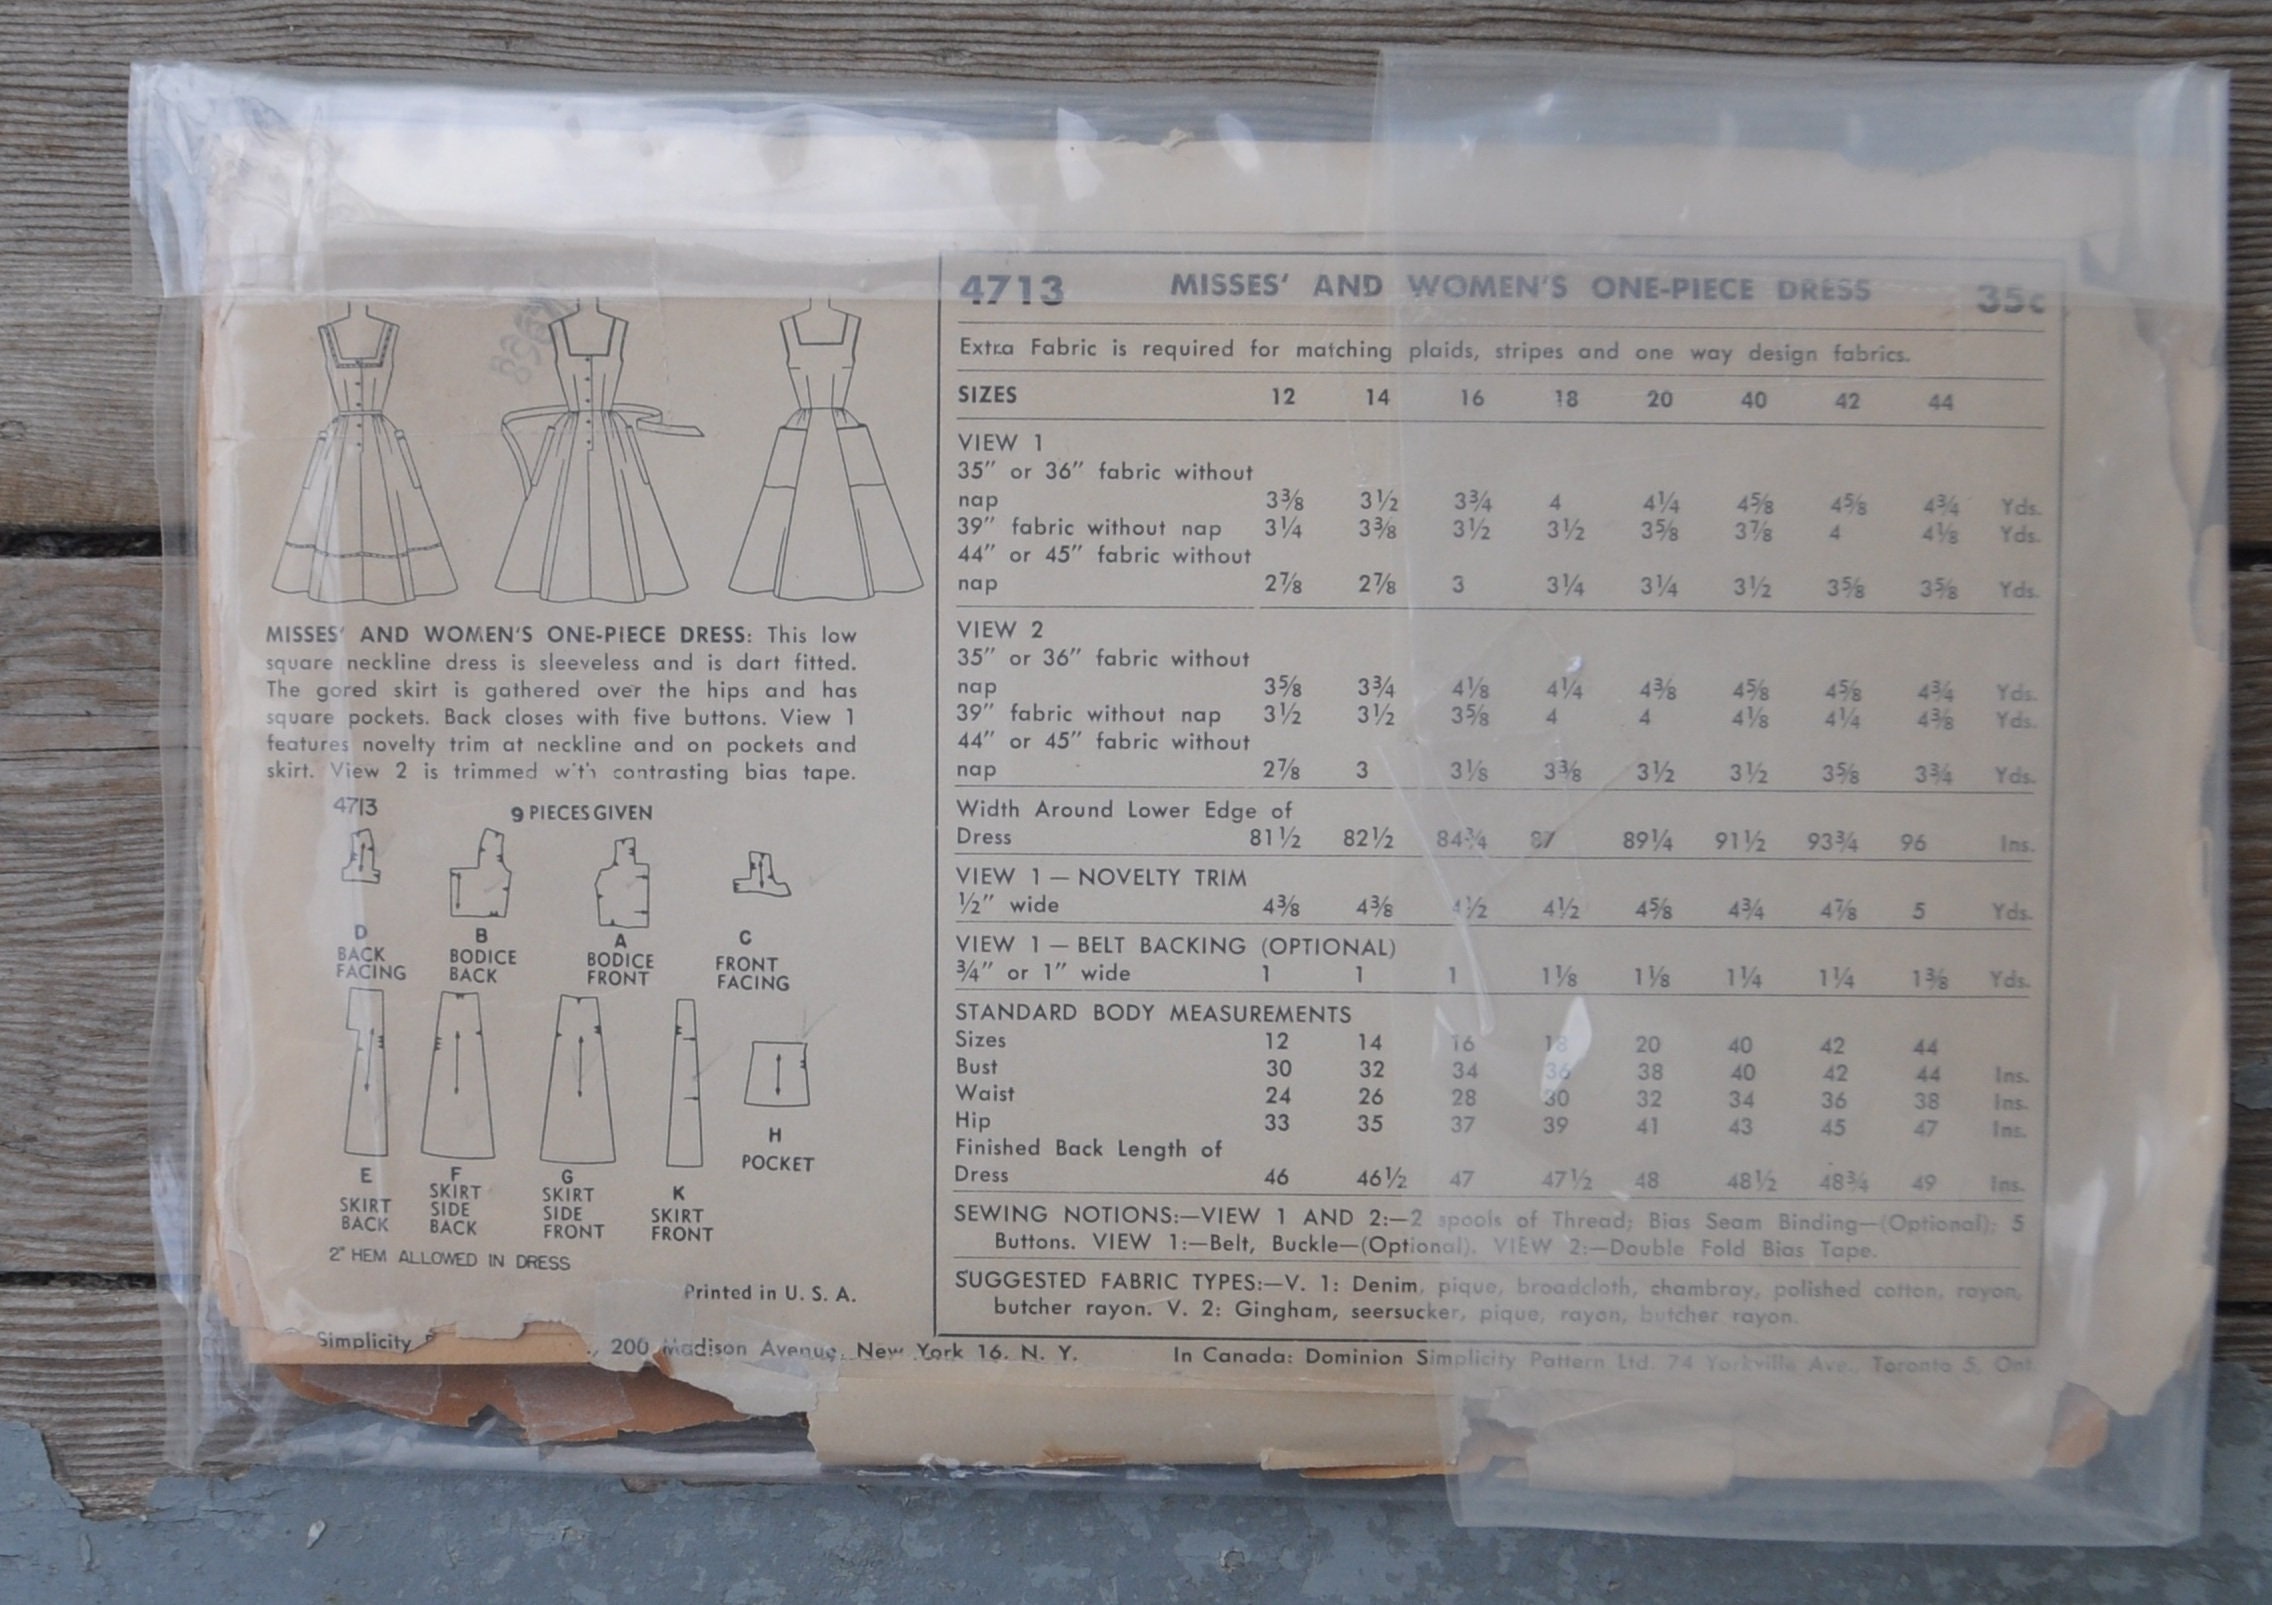 MISSES' AND WOMEN'S ONE-PIECE DRESS: This low
square neckline dress is sleeveless and is dart fitted.
The gored skirt is gathered over the hips and has
square pockets. Back closes with five buttons. View 1
features novelty trim at neckline and on pockets and
skirt. View 2 is trimmed with contrasting bias tape.
4713
9 PIECES GIVEN
D
BACK
FACING
B
BODICE
BACK
A
BODICE
FRONT
C
FRONT
FACING
E
SKIRT
BACK
F
SKIRT
SIDE
BACK
G
SKIRT
SIDE
FRONT
K
SKIRT
FRONT
H
POCKET
2" HEM ALLOWED IN DRESS
Printed in U. S. A.
4713 MISSES' AND WOMEN'S ONE-PIECE DRESS 35c
Extra Fabric is required for matching plaids, stripes and one way design fabrics.
SIZES 12 14 16 18 20 40 42 44
VIEW 1
35" or 36" fabric without
nap 3⅜ 3½ 3¾ 4 4¼ 4⅝ 4⅝ 4¾ Yds.
39" fabric without nap 3¼ 3⅜ 3½ 3½ 3⅝ 3⅞ 4 4⅛ Yds.
44" or 45" fabric without
nap 2⅞ 2⅞ 3 3¼ 3¼ 3½ 3⅝ 3⅝ Yds.
VIEW 2
35" or 36" fabric without
nap 3⅝ 3¾ 4⅛ 4¼ 4⅜ 4⅝ 4⅝ 4¾ Yds.
39" fabric without nap 3½ 3½ 3⅝ 4 4 4⅛ 4¼ 4⅜ Yds.
44" or 45" fabric without
nap 2⅞ 3 3⅛ 3⅜ 3½ 3½ 3⅝ 3¾ Yds.
Width Around Lower Edge of
Dress 81½ 82½ 84¾ 87 89¼ 91½ 93¾ 96 Ins.
VIEW 1 — NOVELTY TRIM
½" wide 4⅜ 4⅜ 4½ 4½ 4⅝ 4¾ 4⅞ 5 Yds.
VIEW 1 — BELT BACKING (OPTIONAL)
¾" or 1" wide 1 1 1 1⅛ 1⅛ 1¼ 1¼ 1⅜ Yds.
STANDARD BODY MEASUREMENTS
Sizes 12 14 16 18 20 40 42 44
Bust 30 32 34 36 38 40 42 44 Ins.
Waist 24 26 28 30 32 34 36 38 Ins.
Hip 33 35 37 39 41 43 45 47 Ins.
Finished Back Length of
Dress 46 46½ 47 47½ 48 48½ 48¾ 49 Ins.
SEWING NOTIONS:—VIEW 1 AND 2:—2 spools of Thread; Bias Seam Binding—(Optional); 5
Buttons. VIEW 1:—Belt, Buckle—(Optional). VIEW 2:—Double Fold Bias Tape.
SUGGESTED FABRIC TYPES:—V. 1: Denim, pique, broadcloth, chambray, polished cotton, rayon,
butcher rayon. V. 2: Gingham, seersucker, pique, rayon, butcher rayon.
Simplicity ., 200 Madison Avenue, New York 16. N. Y. In Canada: Dominion Simplicity Pattern Ltd. 74 Yorkville Ave., Toronto 5, Ont.